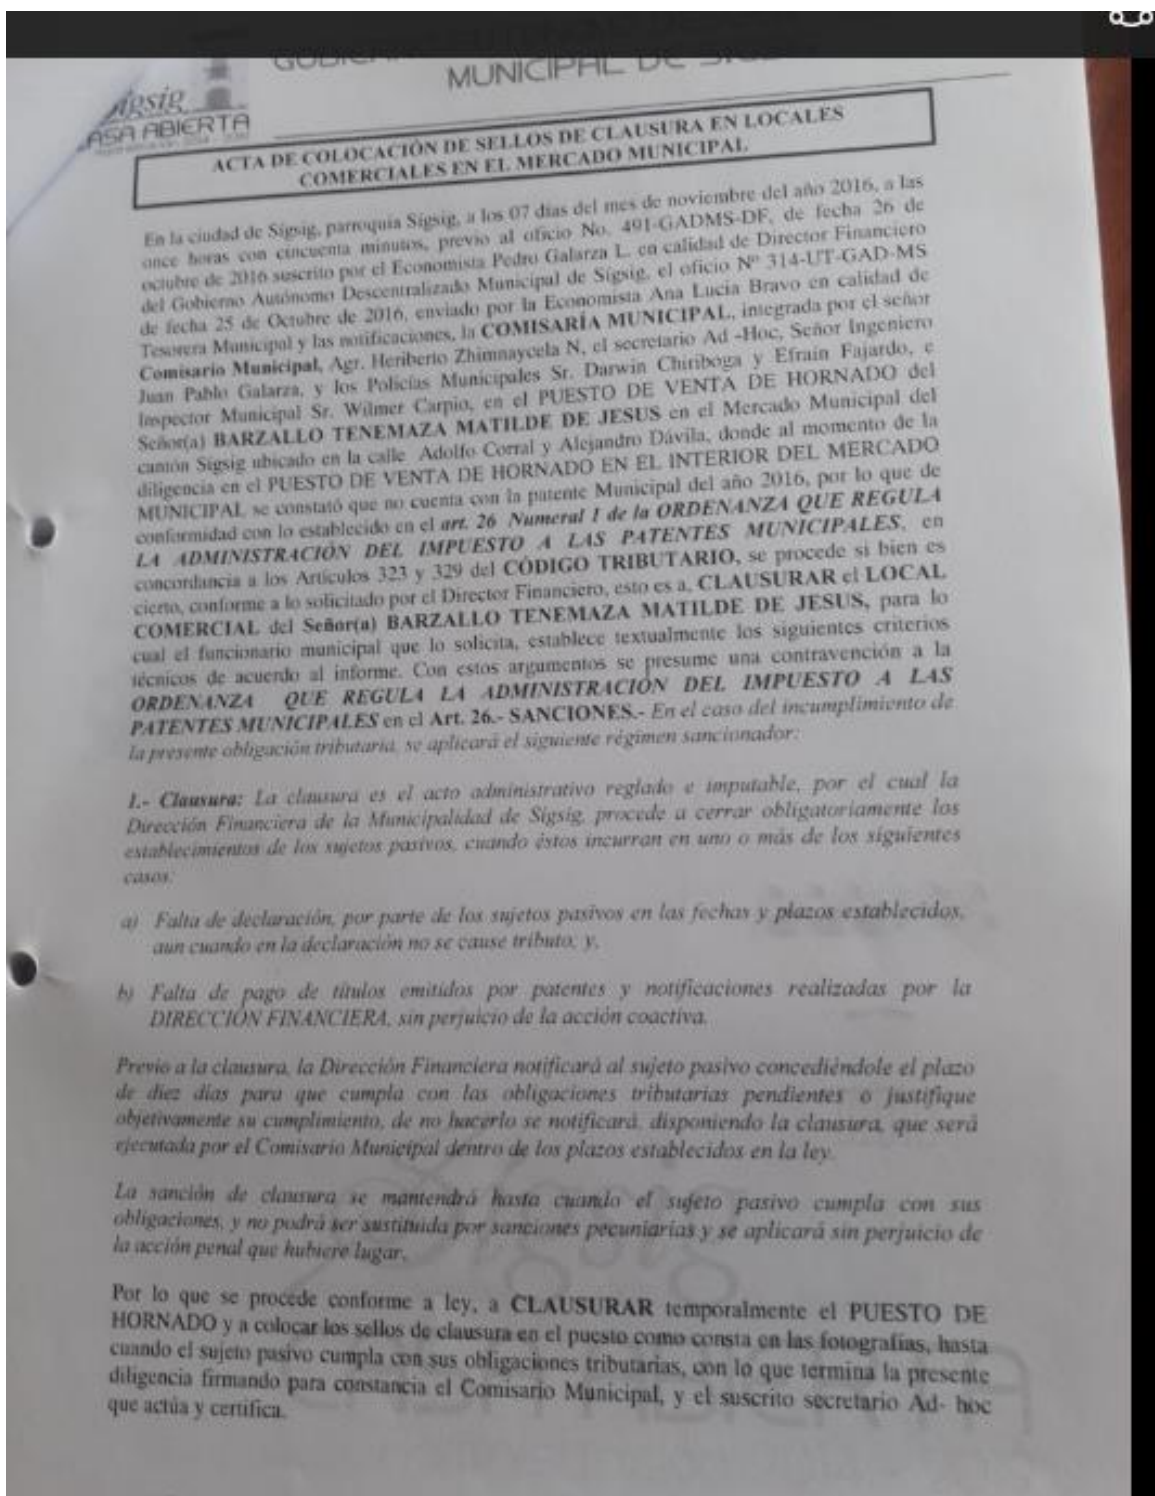 Sigsig
CASA ABIERTA
MUNICIPAL DE
ACTA DE COLOCACIÓN DE SELLOS DE CLAUSURA EN LOCALES
COMERCIALES EN EL MERCADO MUNICIPAL
En la ciudad de Sígsig, parroquia Sígsig, a los 07 días del mes de noviembre del año 2016, a las
once horas con cincuenta minutos, previo al oficio No. 491-GADMS-DF, de fecha 26 de
octubre de 2016 suscrito por el Economista Pedro Galarza L. en calidad de Director Financiero
del Gobierno Autónomo Descentralizado Municipal de Sígsig, el oficio Nº 314-UT-GAD-MS
de fecha 25 de Octubre de 2016, enviado por la Economista Ana Lucia Bravo en calidad de
Tesorera Municipal y las notificaciones, la COMISARÍA MUNICIPAL, integrada por el señor
Comisario Municipal, Agr. Heriberto Zhimnaycela N, el secretario Ad -Hoc, Señor Ingeniero
Juan Pablo Galarza, y los Policías Municipales Sr. Darwin Chiriboga y Efraín Fajardo, e
Inspector Municipal Sr. Wilmer Carpio, en el PUESTO DE VENTA DE HORNADO del
Señor(a) BARZALLO TENEMAZA MATILDE DE JESUS en el Mercado Municipal del
cantón Sígsig ubicado en la calle Adolfo Corral y Alejandro Dávila, donde al momento de la
diligencia en el PUESTO DE VENTA DE HORNADO EN EL INTERIOR DEL MERCADO
MUNICIPAL se constató que no cuenta con la patente Municipal del año 2016, por lo que de
conformidad con lo establecido en el art. 26 Numeral 1 de la ORDENANZA QUE REGULA
LA ADMINISTRACIÓN DEL IMPUESTO A LAS PATENTES MUNICIPALES, en
concordancia a los Artículos 323 y 329 del CÓDIGO TRIBUTARIO, se procede si bien es
cierto, conforme a lo solicitado por el Director Financiero, esto es a, CLAUSURAR el LOCAL
COMERCIAL del Señor(a) BARZALLO TENEMAZA MATILDE DE JESUS, para lo
cual el funcionario municipal que lo solicita, establece textualmente los siguientes criterios
técnicos de acuerdo al informe. Con estos argumentos se presume una contravención a la
ORDENANZA QUE REGULA LA ADMINISTRACIÓN DEL IMPUESTO A LAS
PATENTES MUNICIPALES en el Art. 26.- SANCIONES.- En el caso del incumplimiento de
la presente obligación tributaria, se aplicará el siguiente régimen sancionador:
1.- Clausura: La clausura es el acto administrativo reglado e imputable, por el cual la
Dirección Financiera de la Municipalidad de Sígsig, procede a cerrar obligatoriamente los
establecimientos de los sujetos pasivos, cuando éstos incurran en uno o más de los siguientes
casos:
a) Falta de declaración, por parte de los sujetos pasivos en las fechas y plazos establecidos,
aun cuando en la declaración no se cause tributo; y,
b) Falta de pago de títulos emitidos por patentes y notificaciones realizadas por la
DIRECCIÓN FINANCIERA, sin perjuicio de la acción coactiva.
Previo a la clausura, la Dirección Financiera notificará al sujeto pasivo concediéndole el plazo
de diez días para que cumpla con las obligaciones tributarias pendientes o justifique
objetivamente su cumplimiento, de no hacerlo se notificará, disponiendo la clausura, que será
ejecutada por el Comisario Municipal dentro de los plazos establecidos en la ley.
La sanción de clausura se mantendrá hasta cuando el sujeto pasivo cumpla con sus
obligaciones, y no podrá ser sustituida por sanciones pecuniarias y se aplicará sin perjuicio de
la acción penal que hubiere lugar.
Por lo que se procede conforme a ley, a CLAUSURAR temporalmente el PUESTO DE
HORNADO y a colocar los sellos de clausura en el puesto como consta en las fotografías, hasta
cuando el sujeto pasivo cumpla con sus obligaciones tributarias, con lo que termina la presente
diligencia firmando para constancia el Comisario Municipal, y el suscrito secretario Ad- hoc
que actúa y certifica.